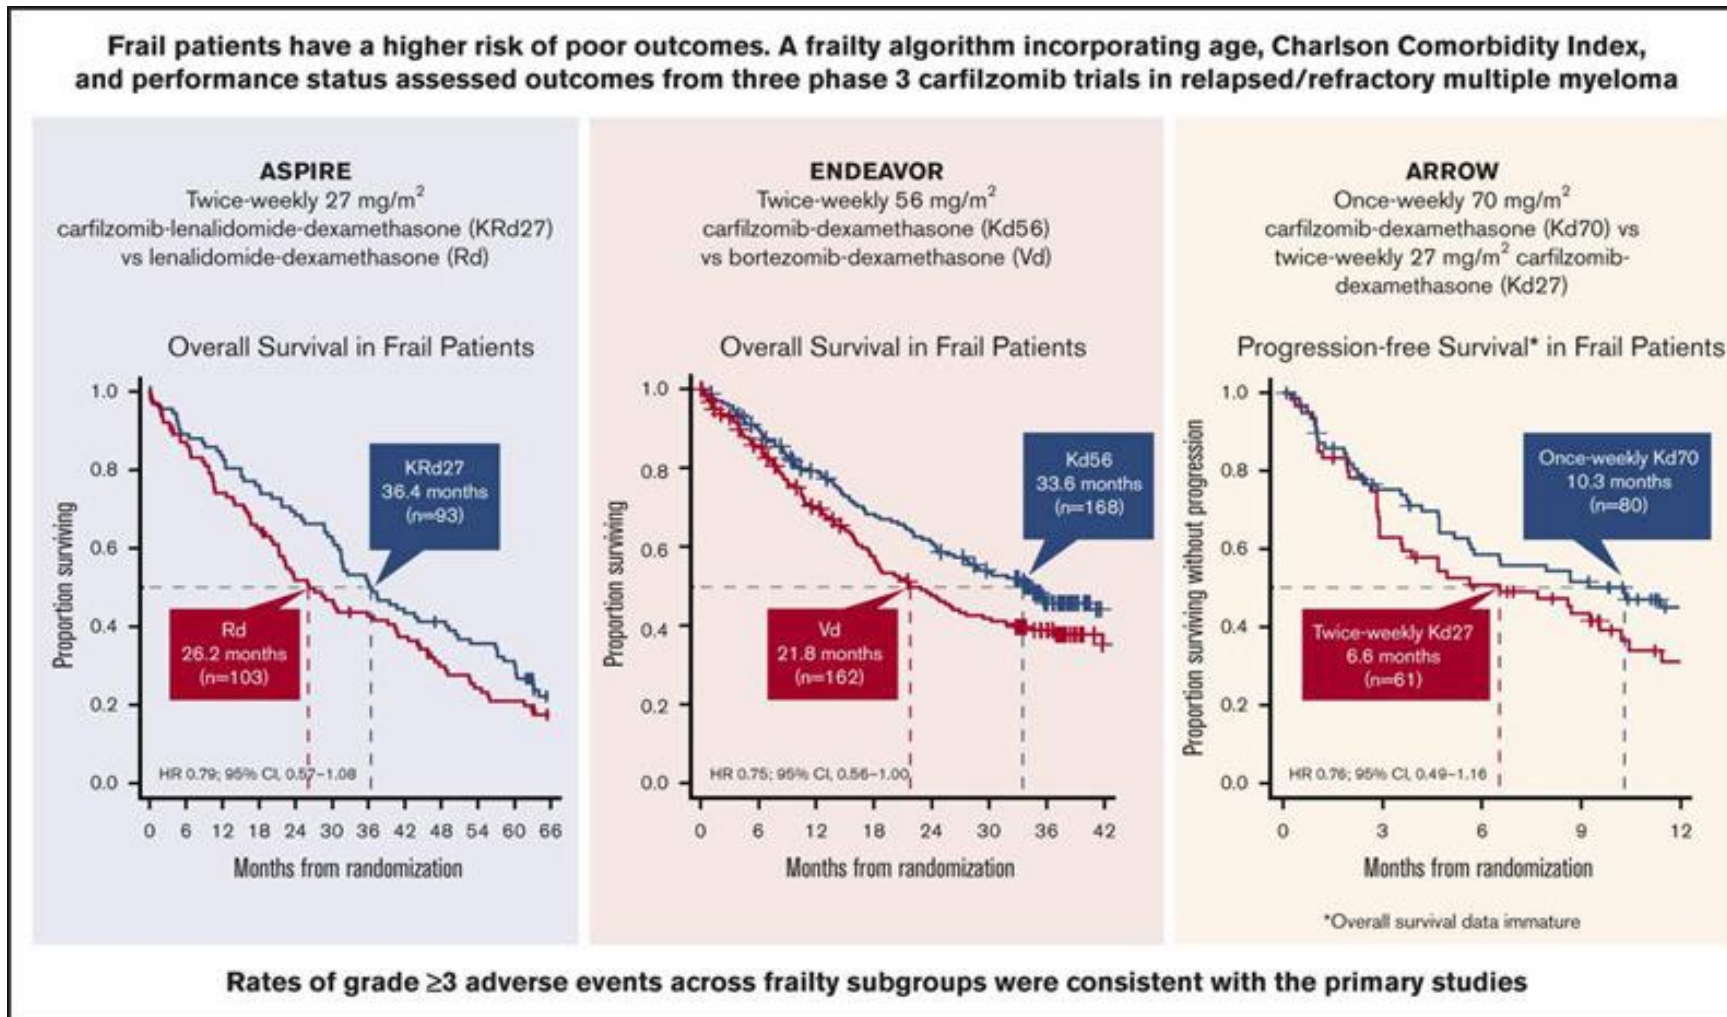 Frail patients have a higher risk of poor outcomes. A frailty algorithm incorporating age, Charlson Comorbidity Index,
and performance status assessed outcomes from three phase 3 carfilzomib trials in relapsed/refractory multiple myeloma
ASPIRE
Twice-weekly 27 mg/m²
carfilzomib-lenalidomide-dexamethasone (KRd27)
vs lenalidomide-dexamethasone (Rd)
Overall Survival in Frail Patients
Proportion surviving
1.0
0.8
0.6
0.4
0.2
0.0
KRd27
36.4 months
(n=93)
Rd
26.2 months
(n=103)
HR 0.79; 95% CI, 0.57–1.08
0 6 12 18 24 30 36 42 48 54 60 66
Months from randomization
ENDEAVOR
Twice-weekly 56 mg/m²
carfilzomib-dexamethasone (Kd56)
vs bortezomib-dexamethasone (Vd)
Overall Survival in Frail Patients
Proportion surviving
1.0
0.8
0.6
0.4
0.2
0.0
Kd56
33.6 months
(n=168)
Vd
21.8 months
(n=162)
HR 0.75; 95% CI, 0.56–1.00
0 6 12 18 24 30 36 42
Months from randomization
ARROW
Once-weekly 70 mg/m²
carfilzomib-dexamethasone (Kd70) vs
twice-weekly 27 mg/m² carfilzomib-
dexamethasone (Kd27)
Progression-free Survival* in Frail Patients
Proportion surviving without progression
1.0
0.8
0.6
0.4
0.2
0.0
Once-weekly Kd70
10.3 months
(n=80)
Twice-weekly Kd27
6.6 months
(n=61)
HR 0.76; 95% CI, 0.49–1.16
0 3 6 9 12
Months from randomization
*Overall survival data immature
Rates of grade ≥3 adverse events across frailty subgroups were consistent with the primary studies